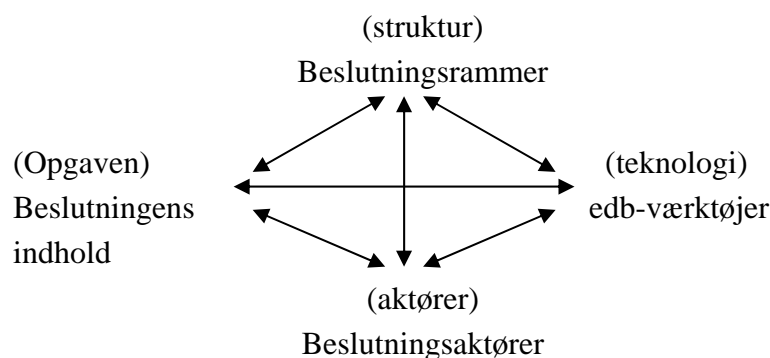 (struktur)
Beslutningsrammer
(Opgaven)
Beslutningens
indhold
(teknologi)
edb-værktøjer
(aktører)
Beslutningsaktører